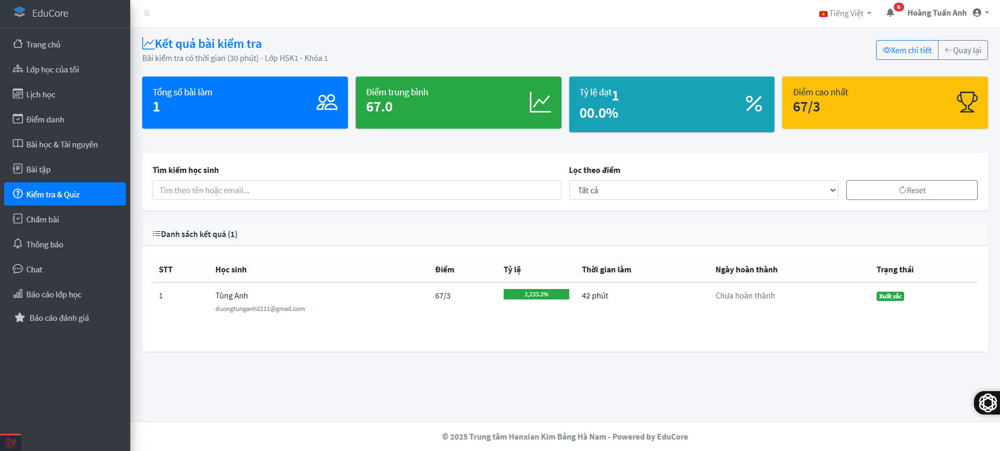 EduCore
Tiếng Việt
6
Hoàng Tuấn Anh
Trang chủ
Lớp học của tôi
Lịch học
Điểm danh
Bài học & Tài nguyên
Bài tập
Kiểm tra & Quiz
Chấm bài
Thông báo
Chat
Báo cáo lớp học
Báo cáo đánh giá
Kết quả bài kiểm tra
Bài kiểm tra có thời gian (30 phút) - Lớp HSK1 - Khóa 1
Xem chi tiết
Quay lại
Tổng số bài làm
1
Điểm trung bình
67.0
Tỷ lệ đạt1
00.0%
Điểm cao nhất
67/3
Tìm kiếm học sinh
Tìm theo tên hoặc email...
Lọc theo điểm
Tất cả
Reset
Danh sách kết quả (1)
STT Học sinh Điểm Tỷ lệ Thời gian làm Ngày hoàn thành Trạng thái
1 Tùng Anh 67/3 2,233.3% 42 phút Chưa hoàn thành Xuất sắc
duongtunganh2111@gmail.com
© 2025 Trung tâm Hanxian Kim Bảng Hà Nam - Powered by EduCore